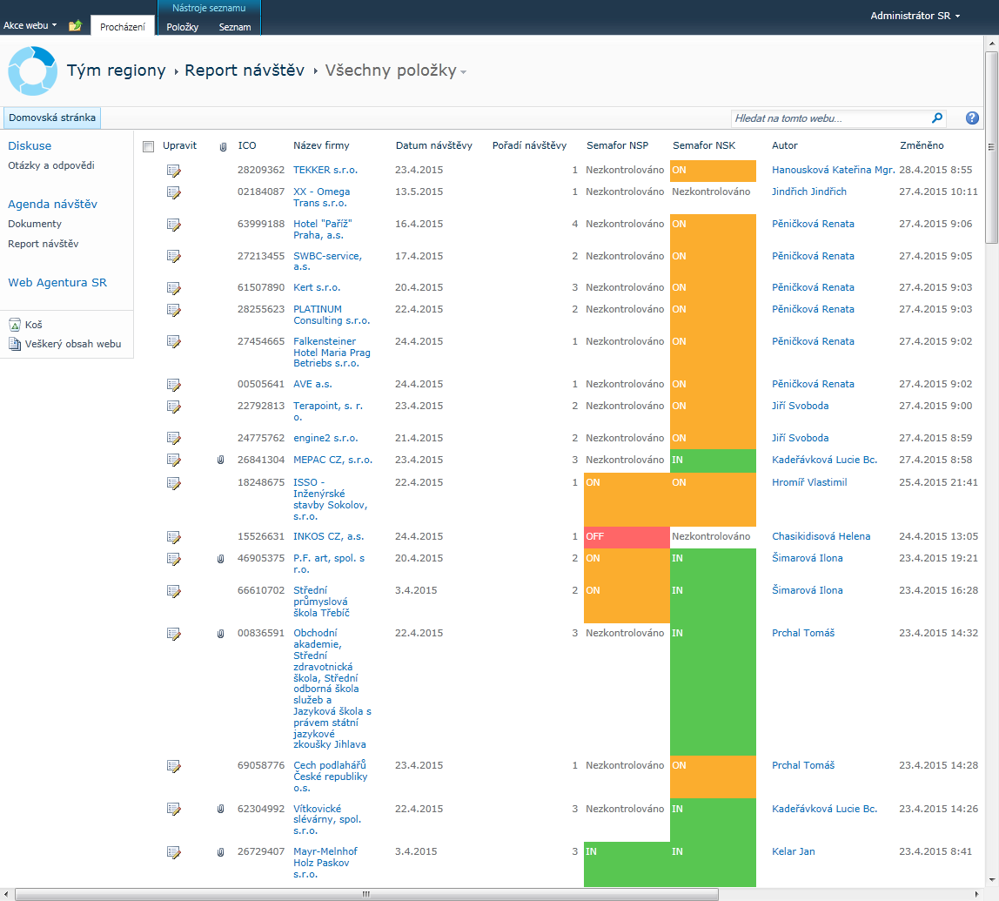 Nástroje seznamu
Akce webu Procházení Položky Seznam Administrátor SR
Tým regiony Report návštěv Všechny položky
Domovská stránka Hledat na tomto webu...
Diskuse
Otázky a odpovědi
Agenda návštěv
Dokumenty
Report návštěv
Web Agentura SR
Koš
Veškerý obsah webu
Upravit ICO Název firmy Datum návštěvy Pořadí návštěvy Semafor NSP Semafor NSK Autor Změněno
28209362 TEKKER s.r.o. 23.4.2015 1 Nezkontrolováno ON Hanousková Kateřina Mgr. 28.4.2015 8:55
02184087 XX - Omega 13.5.2015 1 Nezkontrolováno Nezkontrolováno Jindřich Jindřich 27.4.2015 10:11
Trans s.r.o.
63999188 Hotel "Paříž" 16.4.2015 4 Nezkontrolováno ON Pěničková Renata 27.4.2015 9:06
Praha, a.s.
27213455 SWBC-service, 17.4.2015 2 Nezkontrolováno ON Pěničková Renata 27.4.2015 9:05
a.s.
61507890 Kert s.r.o. 20.4.2015 3 Nezkontrolováno ON Pěničková Renata 27.4.2015 9:03
28255623 PLATINUM 22.4.2015 2 Nezkontrolováno ON Pěničková Renata 27.4.2015 9:03
Consulting s.r.o.
27454665 Falkensteiner 24.4.2015 1 Nezkontrolováno ON Pěničková Renata 27.4.2015 9:02
Hotel Maria Prag
Betriebs s.r.o.
00505641 AVE a.s. 24.4.2015 1 Nezkontrolováno ON Pěničková Renata 27.4.2015 9:02
22792813 Terapoint, s. r. 23.4.2015 2 Nezkontrolováno ON Jiří Svoboda 27.4.2015 9:00
o.
24775762 engine2 s.r.o. 21.4.2015 2 Nezkontrolováno ON Jiří Svoboda 27.4.2015 8:59
26841304 MEPAC CZ, s.r.o. 23.4.2015 3 Nezkontrolováno IN Kadeřávková Lucie Bc. 27.4.2015 8:58
18248675 ISSO - 22.4.2015 1 ON ON Hromíř Vlastimil 25.4.2015 21:41
Inženýrské
stavby Sokolov,
s.r.o.
15526631 INKOS CZ, a.s. 24.4.2015 1 OFF Nezkontrolováno Chasikidisová Helena 24.4.2015 13:05
46905375 P.F. art, spol. s 20.4.2015 2 ON IN Šimarová Ilona 23.4.2015 19:21
r.o.
66610702 Střední 3.4.2015 2 ON IN Šimarová Ilona 23.4.2015 16:28
průmyslová
škola Třebíč
00836591 Obchodní 22.4.2015 3 Nezkontrolováno IN Prchal Tomáš 23.4.2015 14:32
akademie,
Střední
zdravotnická
škola, Střední
odborná škola
služeb a
Jazyková škola s
právem státní
jazykové
zkoušky Jihlava
69058776 Cech podlahářů 23.4.2015 1 Nezkontrolováno ON Prchal Tomáš 23.4.2015 14:28
České republiky
o.s.
62304992 Vítkovické 22.4.2015 3 Nezkontrolováno IN Kadeřávková Lucie Bc. 23.4.2015 14:26
slévárny, spol.
s.r.o.
26729407 Mayr-Melnhof 3.4.2015 3 IN IN Kelar Jan 23.4.2015 8:41
Holz Paskov
s.r.o.